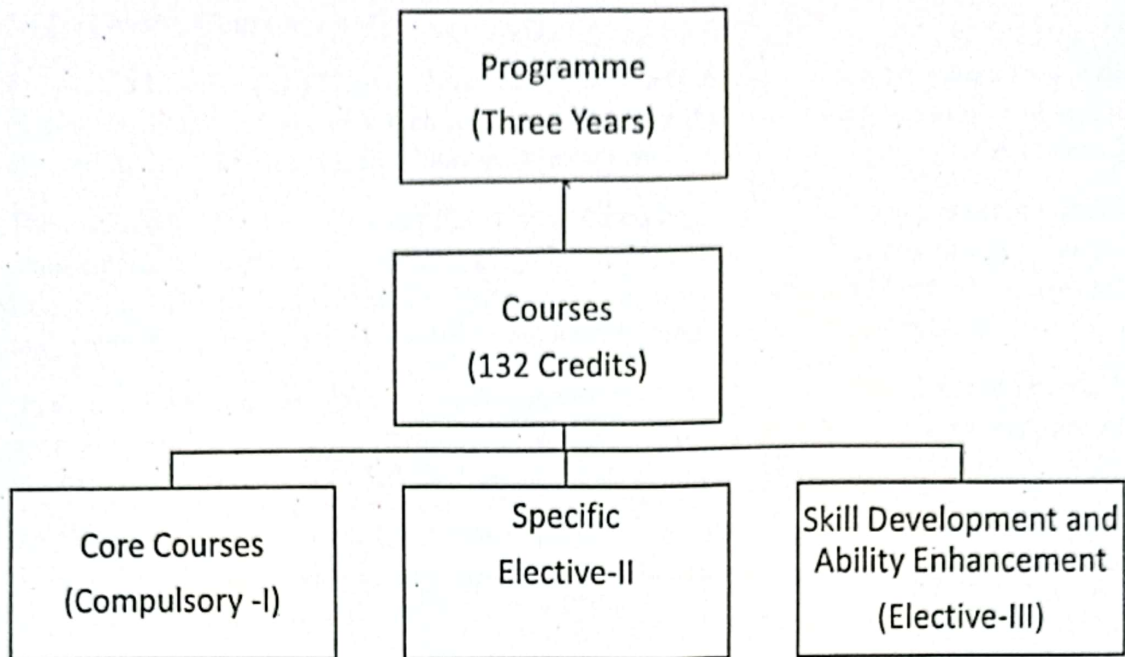 Programme
(Three Years)
Courses
(132 Credits)
Core Courses
(Compulsory -I)
Specific
Elective-II
Skill Development and
Ability Enhancement
(Elective-III)